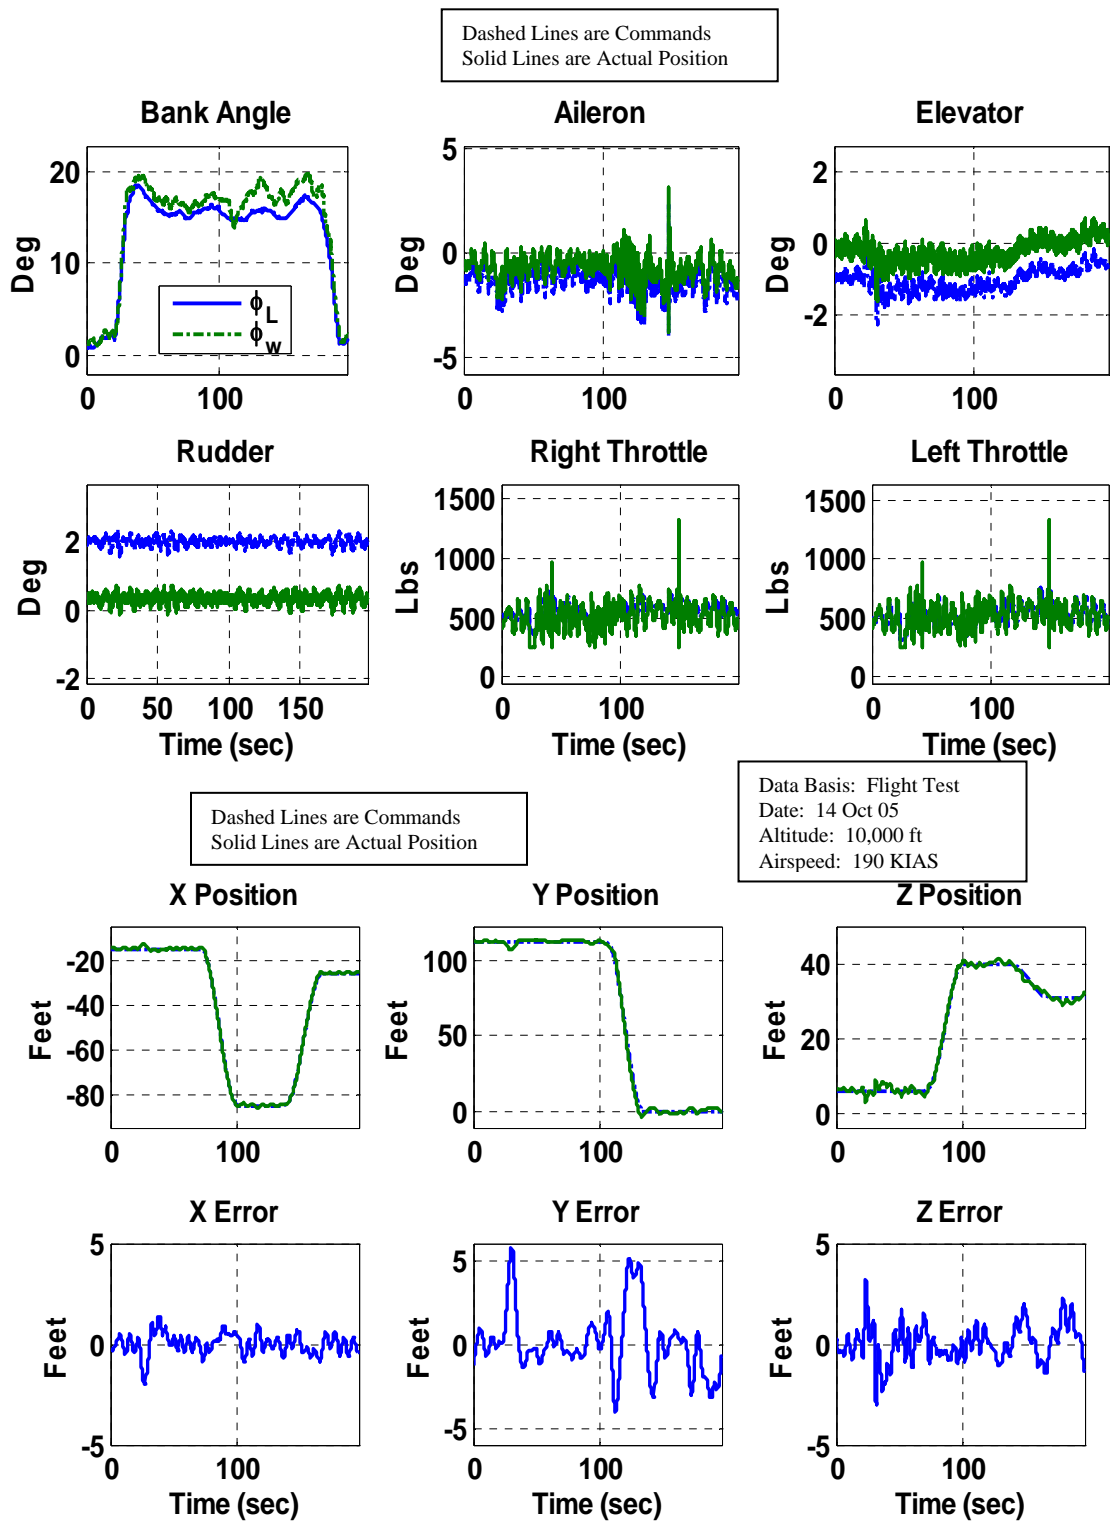 Dashed Lines are Commands
Solid Lines are Actual Position
Bank Angle
Aileron
Elevator
Deg
20
10
0
ϕL
ϕw
0
100
Deg
5
0
-5
0
100
Deg
2
0
-2
0
100
Rudder
Right Throttle
Left Throttle
Deg
2
0
-2
0
50
100
150
Time (sec)
Lbs
1500
1000
500
0
0
100
Time (sec)
Lbs
1500
1000
500
0
0
100
Time (sec)
Dashed Lines are Commands
Solid Lines are Actual Position
Data Basis: Flight Test
Date: 14 Oct 05
Altitude: 10,000 ft
Airspeed: 190 KIAS
X Position
Y Position
Z Position
Feet
-20
-40
-60
-80
0
100
Feet
100
50
0
0
100
Feet
40
20
0
0
100
X Error
Y Error
Z Error
Feet
5
0
-5
0
100
Time (sec)
Feet
5
0
-5
0
100
Time (sec)
Feet
5
0
-5
0
100
Time (sec)